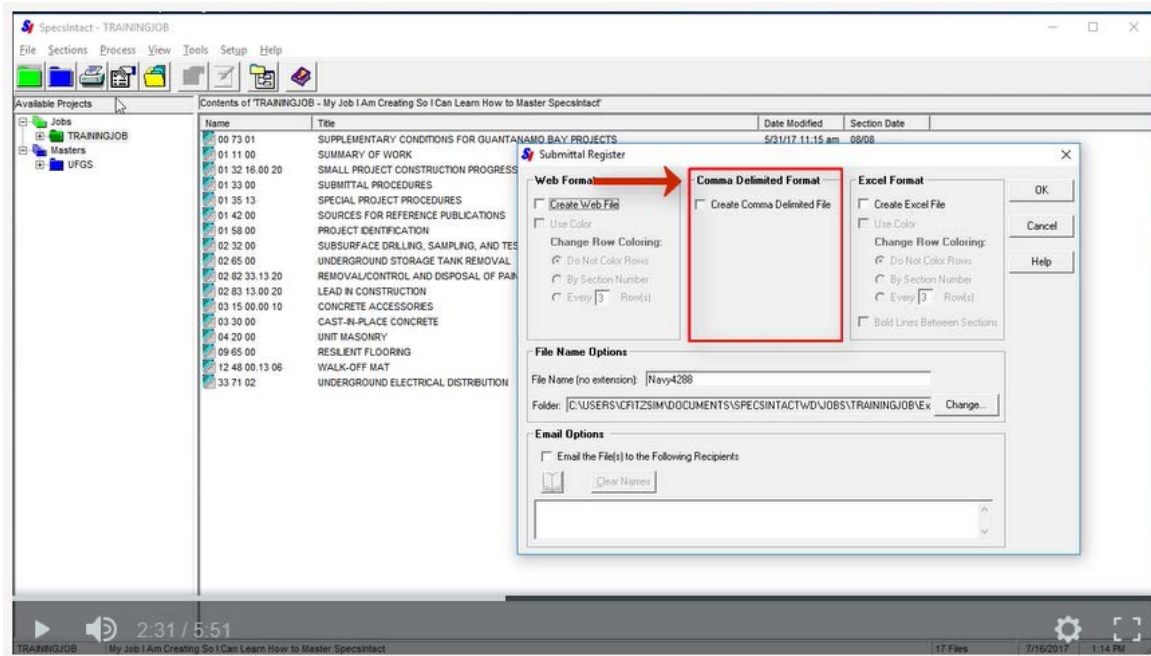 SpecsIntact - TRAININGJOB
File Sections Process View Tools Setup Help
Available Projects
Contents of 'TRAININGJOB - My Job I Am Creating So I Can Learn How to Master SpecsIntact'
Jobs
TRAININGJOB
Masters
UFGS
Name Title Date Modified Section Date
00 73 01 SUPPLEMENTARY CONDITIONS FOR GUANTANAMO BAY PROJECTS 5/31/17 11:15 am 08/08
01 11 00 SUMMARY OF WORK
01 32 16.00 20 SMALL PROJECT CONSTRUCTION PROGRESS
01 33 00 SUBMITTAL PROCEDURES
01 35 13 SPECIAL PROJECT PROCEDURES
01 42 00 SOURCES FOR REFERENCE PUBLICATIONS
01 58 00 PROJECT IDENTIFICATION
02 32 00 SUBSURFACE DRILLING, SAMPLING, AND TES
02 65 00 UNDERGROUND STORAGE TANK REMOVAL
02 82 33.13 20 REMOVAL/CONTROL AND DISPOSAL OF PAIN
02 83 13.00 20 LEAD IN CONSTRUCTION
03 15 00.00 10 CONCRETE ACCESSORIES
03 30 00 CAST-IN-PLACE CONCRETE
04 20 00 UNIT MASONRY
09 65 00 RESILIENT FLOORING
12 48 00.13 06 WALK-OFF MAT
33 71 02 UNDERGROUND ELECTRICAL DISTRIBUTION
Submittal Register
Web Format
Create Web File
Use Color
Change Row Coloring:
Do Not Color Rows
By Section Number
Every 3 Row(s)
Comma Delimited Format
Create Comma Delimited File
Excel Format
Create Excel File
Use Color
Change Row Coloring:
Do Not Color Rows
By Section Number
Every 3 Row(s)
Bold Lines Between Sections
OK
Cancel
Help
File Name Options
File Name (no extension): Navy4288
Folder: C:\USERS\CFITZSIM\DOCUMENTS\SPECSINTACTWD\JOBS\TRAININGJOB\Ex Change...
Email Options
Email the File(s) to the Following Recipients
Clear Names
2:31 / 5:51
TRAININGJOB My Job I Am Creating So I Can Learn How to Master SpecsIntact 17 Files 7/16/2017 1:14 PM